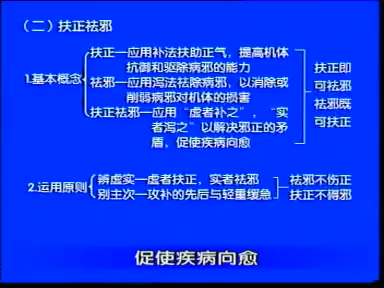 （二）扶正祛邪
1.基本概念
扶正—应用补法扶助正气，提高机体
抗御和驱除病邪的能力
祛邪—应用泻法祛除病邪，以消除或
削弱病邪对机体的损害
扶正祛邪—应用“虚者补之”，“实
者泻之”以解决邪正的矛
盾，促使疾病向愈
扶正即
可祛邪
祛邪既
可扶正
2.运用原则
辨虚实—虚者扶正，实者祛邪
别主次—攻补的先后与轻重缓急
祛邪不伤正
扶正不碍邪
促使疾病向愈